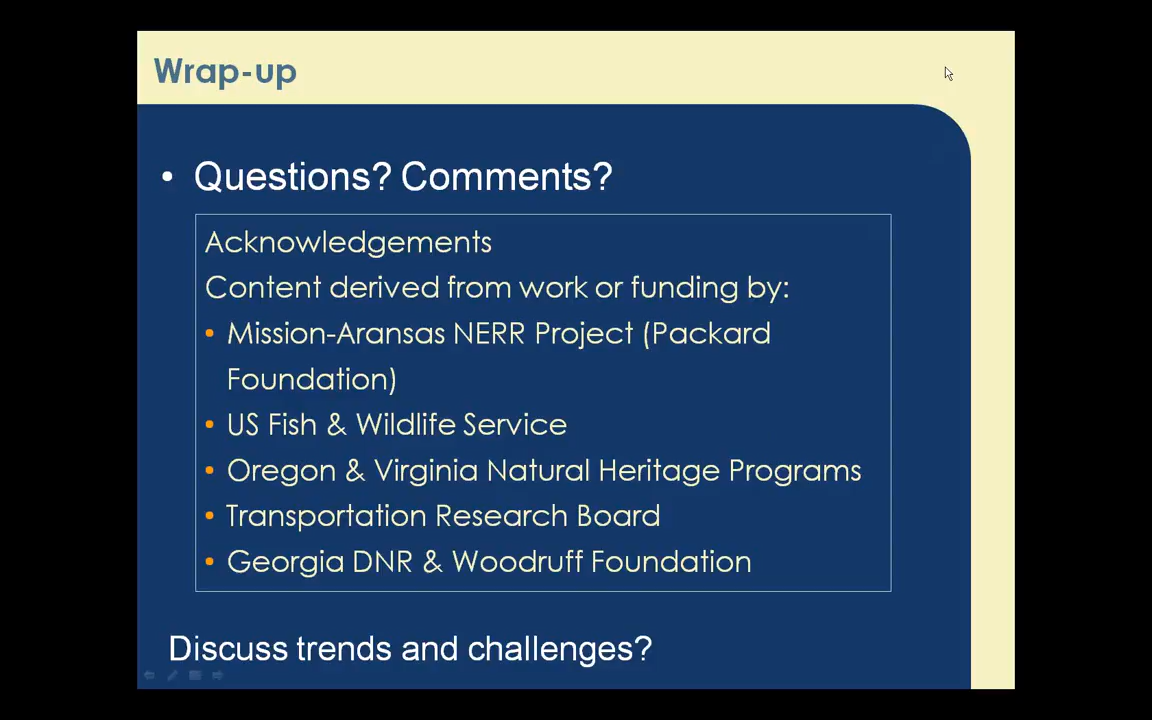 Wrap-up
• Questions? Comments?
Acknowledgements
Content derived from work or funding by:
• Mission-Aransas NERR Project (Packard
Foundation)
• US Fish & Wildlife Service
• Oregon & Virginia Natural Heritage Programs
• Transportation Research Board
• Georgia DNR & Woodruff Foundation
Discuss trends and challenges?